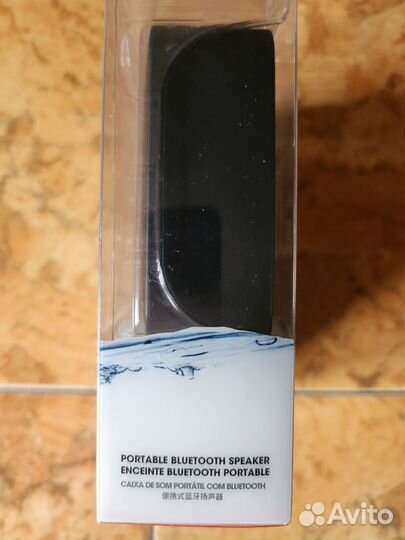 PORTABLE BLUETOOTH SPEAKER
ENCEINTE BLUETOOTH PORTABLE
CAIXA DE SOM PORTÁTIL COM BLUETOOTH
便携式蓝牙扬声器
Avito